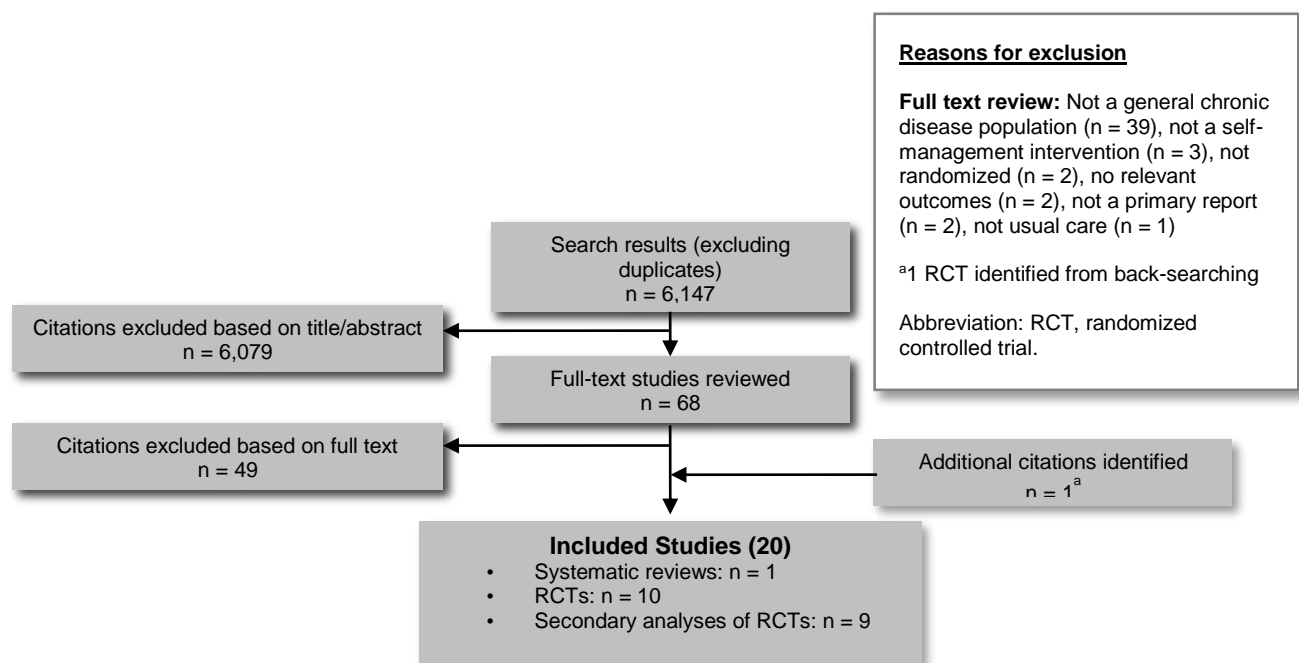 Reasons for exclusion
Full text review: Not a general chronic
disease population (n = 39), not a self-
management intervention (n = 3), not
randomized (n = 2), no relevant
outcomes (n = 2), not a primary report
(n = 2), not usual care (n = 1)
ª1 RCT identified from back-searching
Abbreviation: RCT, randomized
controlled trial.
Search results (excluding
duplicates)
n = 6,147
Citations excluded based on title/abstract
n = 6,079
Full-text studies reviewed
n = 68
Citations excluded based on full text
n = 49
Additional citations identified
n = 1ª
Included Studies (20)
• Systematic reviews: n = 1
• RCTs: n = 10
• Secondary analyses of RCTs: n = 9